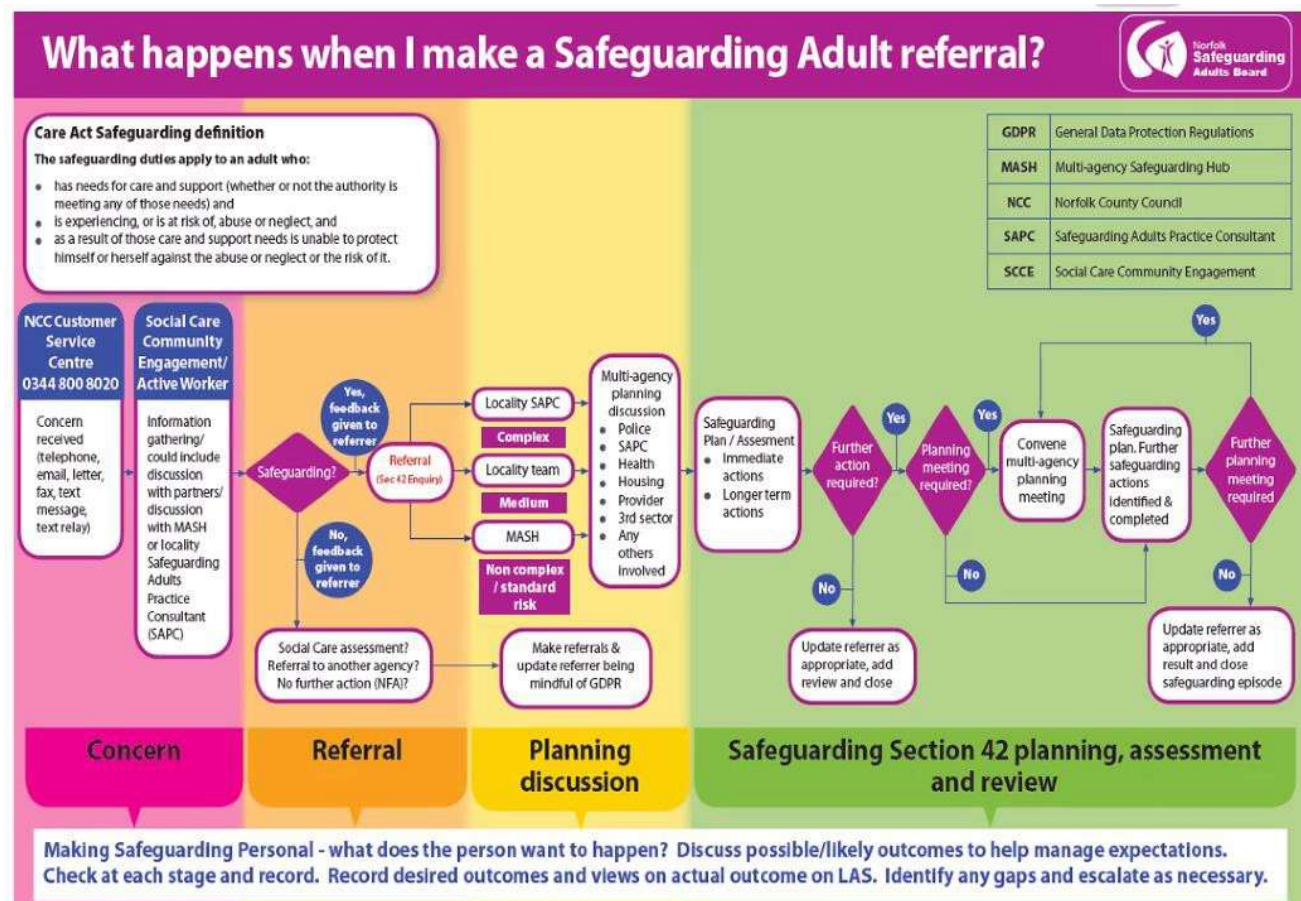 What happens when I make a Safeguarding Adult referral?
Norfolk
Safeguarding
Adults Board
Care Act Safeguarding definition
The safeguarding duties apply to an adult who:
• has needs for care and support (whether or not the authority is
meeting any of those needs) and
• is experiencing, or is at risk of, abuse or neglect, and
• as a result of those care and support needs is unable to protect
himself or herself against the abuse or neglect or the risk of it.
GDPR General Data Protection Regulations
MASH Multi-agency Safeguarding Hub
NCC Norfolk County Council
SAPC Safeguarding Adults Practice Consultant
SCCE Social Care Community Engagement
NCC Customer
Service
Centre
0344 800 8020
Concern
received
(telephone,
email, letter,
fax, text
message,
text relay)
Social Care
Community
Engagement/
Active Worker
Information
gathering/
could include
discussion
with partners/
discussion
with MASH
or locality
Safeguarding
Adults
Practice
Consultant
(SAPC)
Safeguarding?
Yes,
feedback
given to
referrer
No,
feedback
given to
referrer
Referral
(Sec 42 Enquiry)
Social Care assessment?
Referral to another agency?
No further action (NFA)?
Locality SAPC
Complex
Locality team
Medium
MASH
Non complex
/ standard
risk
Multi-agency
planning
discussion
• Police
• SAPC
• Health
• Housing
• Provider
• 3rd sector
• Any
others
involved
Make referrals &
update referrer being
mindful of GDPR
Safeguarding
Plan / Assesment
• Immediate
actions
• Longer term
actions
Further
action
required?
Yes
No
Update referrer as
appropriate, add
review and close
Planning
meeting
required?
Yes
No
Convene
multi-agency
planning
meeting
Safeguarding
plan. Further
safeguarding
actions
identified &
completed
Further
planning
meeting
required
Yes
No
Update referrer as
appropriate, add
result and close
safeguarding episode
Concern
Referral
Planning
discussion
Safeguarding Section 42 planning, assessment
and review
Making Safeguarding Personal - what does the person want to happen? Discuss possible/likely outcomes to help manage expectations.
Check at each stage and record. Record desired outcomes and views on actual outcome on LAS. Identify any gaps and escalate as necessary.